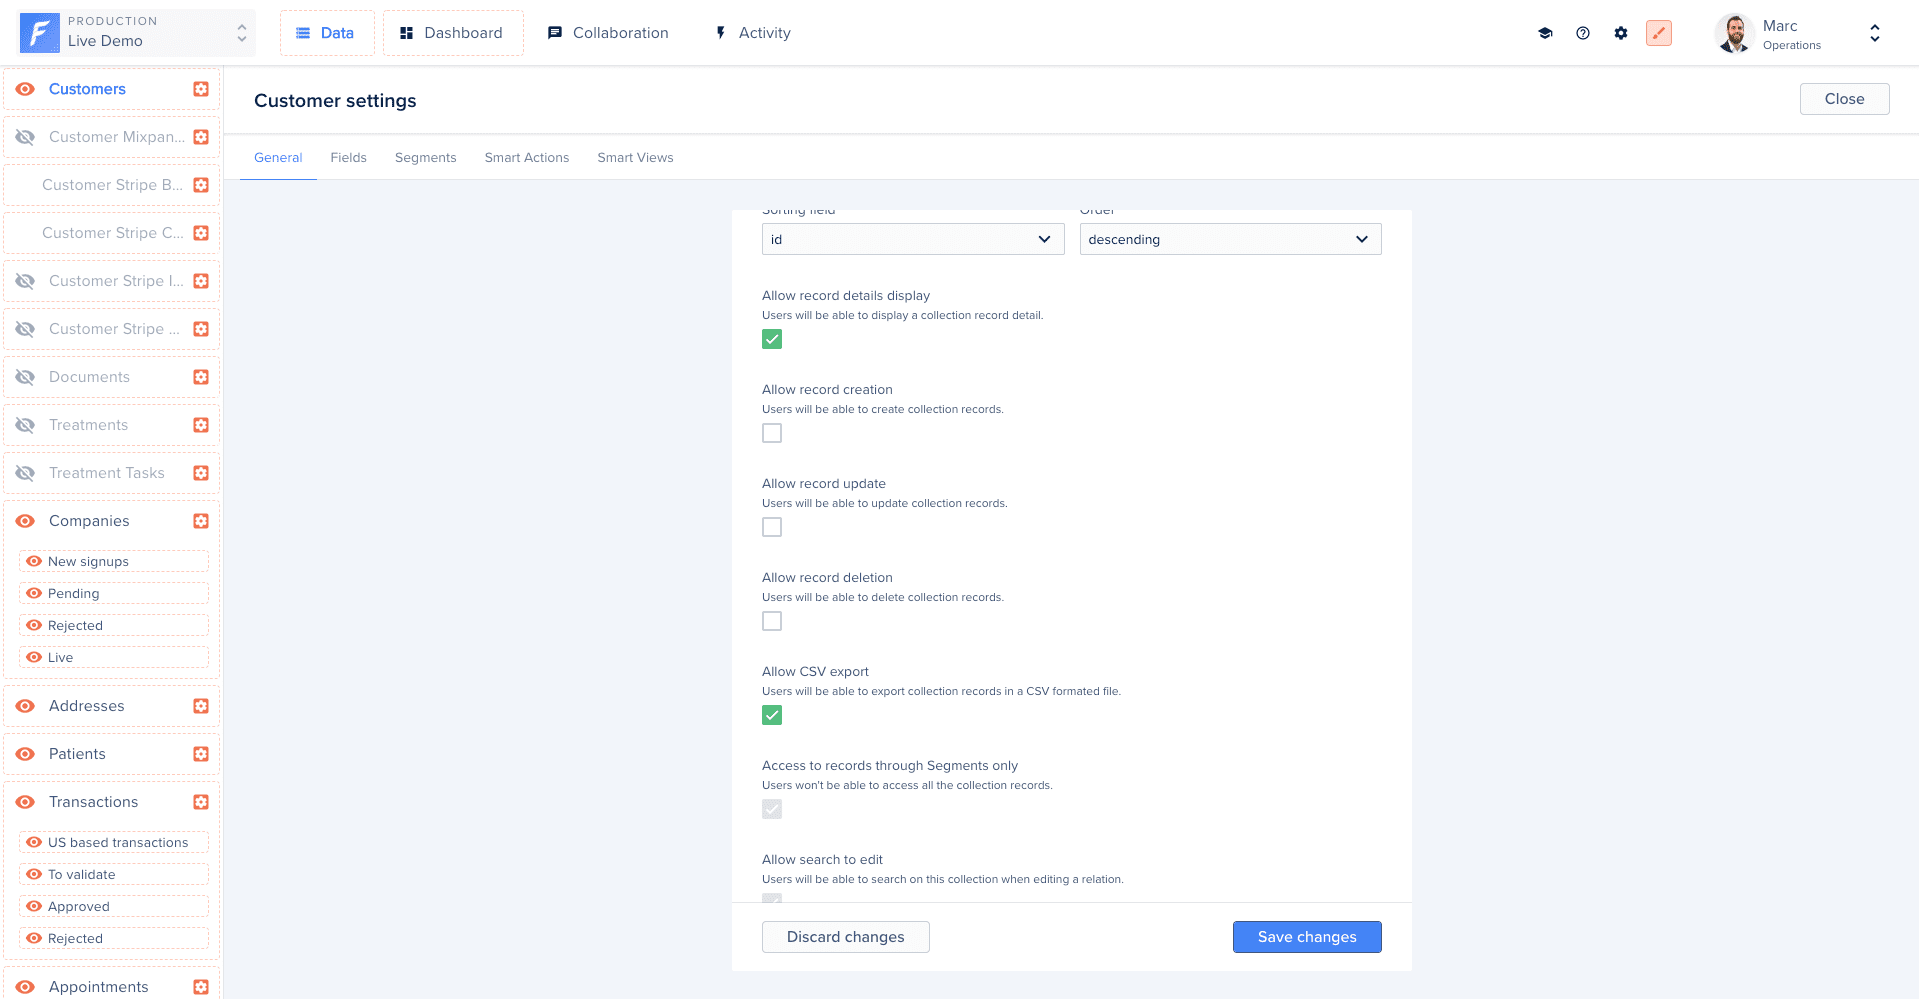 PRODUCTION
Live Demo
Data
Dashboard
Collaboration
Activity
Marc
Operations
Customers
Customer Mixpan...
Customer Stripe B...
Customer Stripe C...
Customer Stripe I...
Customer Stripe ...
Documents
Treatments
Treatment Tasks
Companies
New signups
Pending
Rejected
Live
Addresses
Patients
Transactions
US based transactions
To validate
Approved
Rejected
Appointments
Customer settings
Close
General
Fields
Segments
Smart Actions
Smart Views
Sorting field
Order
id
descending
Allow record details display
Users will be able to display a collection record detail.
Allow record creation
Users will be able to create collection records.
Allow record update
Users will be able to update collection records.
Allow record deletion
Users will be able to delete collection records.
Allow CSV export
Users will be able to export collection records in a CSV formated file.
Access to records through Segments only
Users won't be able to access all the collection records.
Allow search to edit
Users will be able to search on this collection when editing a relation.
Discard changes
Save changes